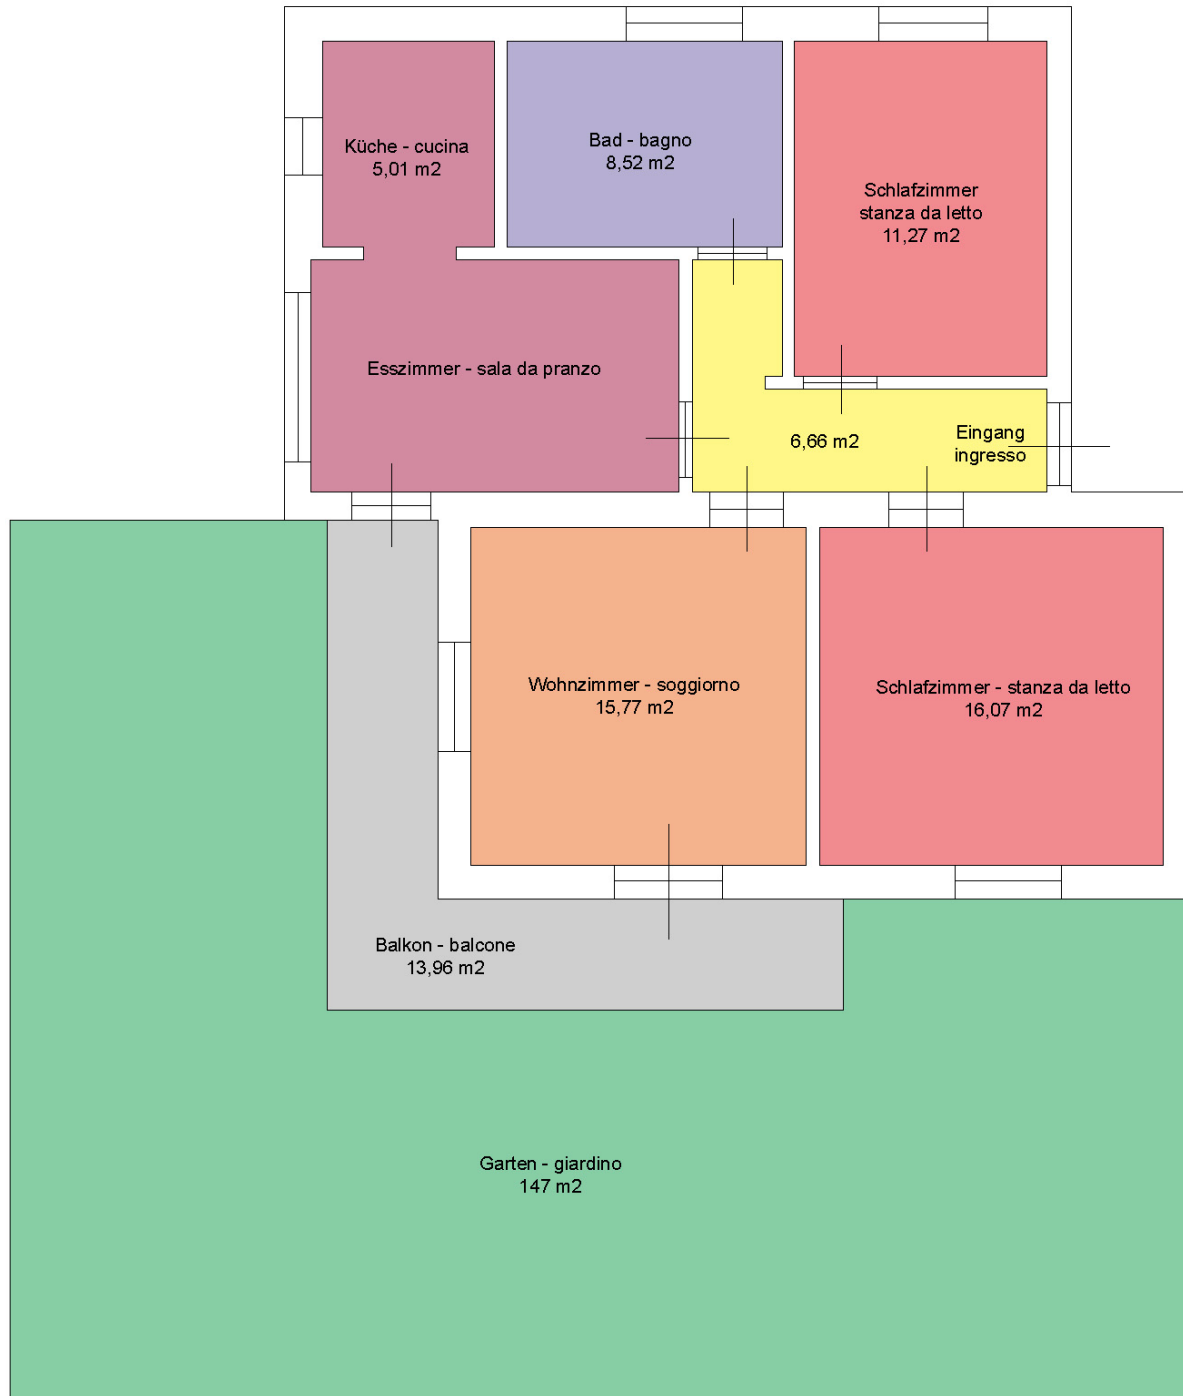 Küche - cucina
5,01 m2
Bad - bagno
8,52 m2
Schlafzimmer
stanza da letto
11,27 m2
Esszimmer - sala da pranzo
6,66 m2
Eingang
ingresso
Wohnzimmer - soggiorno
15,77 m2
Schlafzimmer - stanza da letto
16,07 m2
Balkon - balcone
13,96 m2
Garten - giardino
147 m2